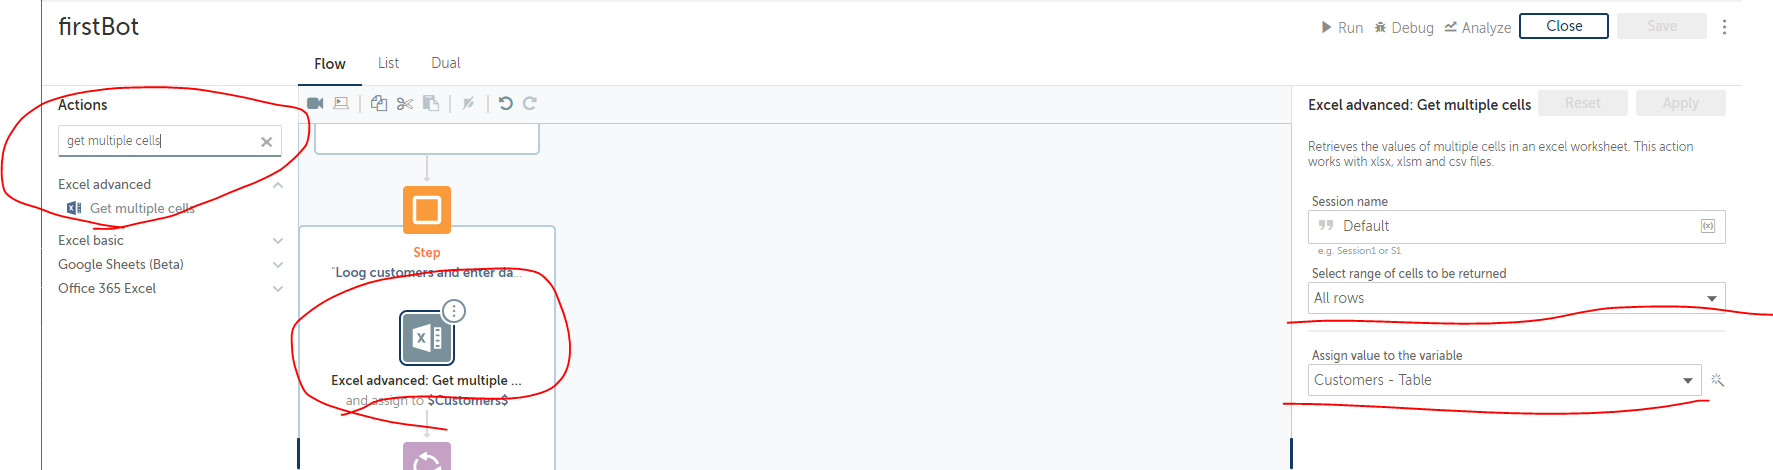 firstBot
Run
Debug
Analyze
Close
Save
Flow
List
Dual
Actions
get multiple cells
Excel advanced
Get multiple cells
Excel basic
Google Sheets (Beta)
Office 365 Excel
Step
"Loog customers and enter da...
Excel advanced: Get multiple ...
and assign to $Customers$
Excel advanced: Get multiple cells
Reset
Apply
Retrieves the values of multiple cells in an excel worksheet. This action
works with xlsx, xlsm and csv files.
Session name
Default
(x)
e.g. Session1 or S1
Select range of cells to be returned
All rows
Assign value to the variable
Customers - Table